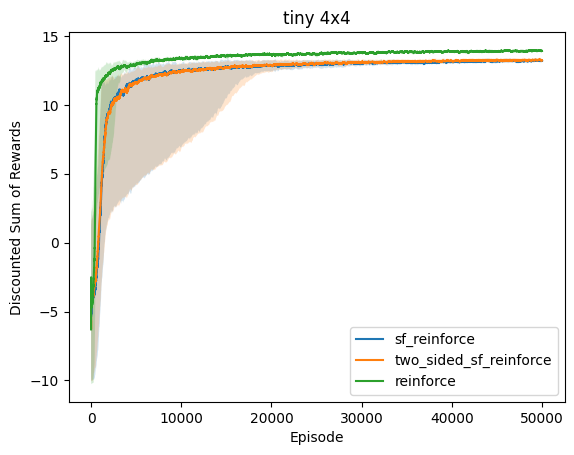 tiny 4x4
15
10
5
0
−5
−10
Discounted Sum of Rewards
0
10000
20000
30000
40000
50000
Episode
sf_reinforce
two_sided_sf_reinforce
reinforce